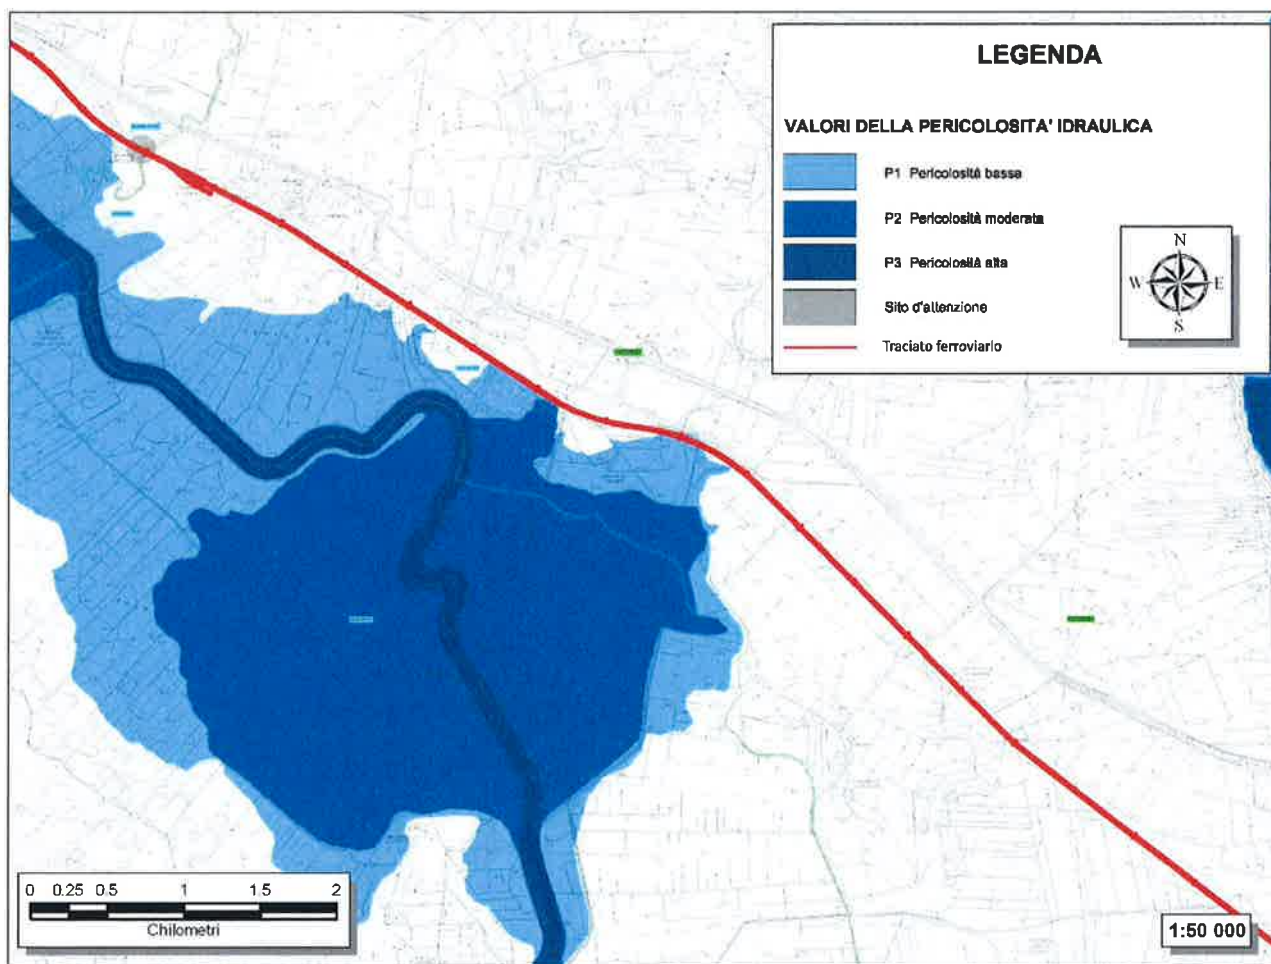 LEGENDA
VALORI DELLA PERICOLOSITA' IDRAULICA
P1 Pericolosità bassa
P2 Pericolosità moderata
P3 Pericolosità alta
Sito d'attenzione
Traciato ferroviario
N
W E
S
0 0.25 0.5 1 1.5 2
Chilometri
1:50 000